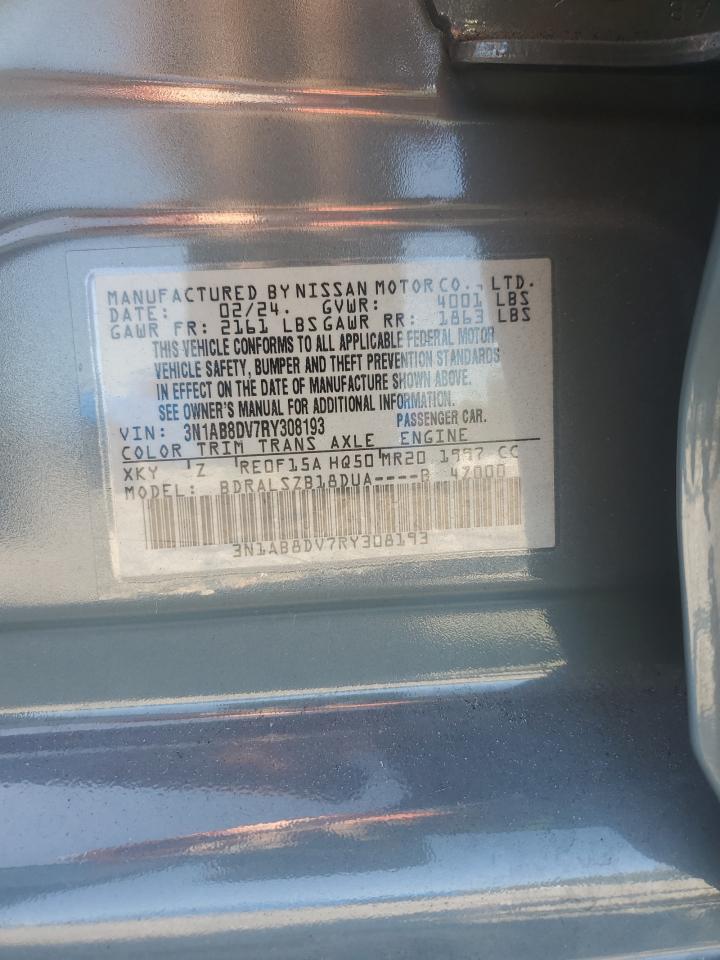 MANUFACTURED BY NISSAN MOTOR CO., LTD.
DATE: 02/24. GVWR: 4001 LBS
GAWR FR: 2161 LBS GAWR RR: 1863 LBS
THIS VEHICLE CONFORMS TO ALL APPLICABLE FEDERAL MOTOR
VEHICLE SAFETY, BUMPER AND THEFT PREVENTION STANDARDS
IN EFFECT ON THE DATE OF MANUFACTURE SHOWN ABOVE.
SEE OWNER'S MANUAL FOR ADDITIONAL INFORMATION.
VIN: 3N1AB8DV7RY308193 PASSENGER CAR.
COLOR TRIM TRANS AXLE ENGINE
XKY Z RE0F15A HQ50 MR20 1997 CC
MODEL: BDRALSZB18DUA----B 47000
3N1AB8DV7RY308193